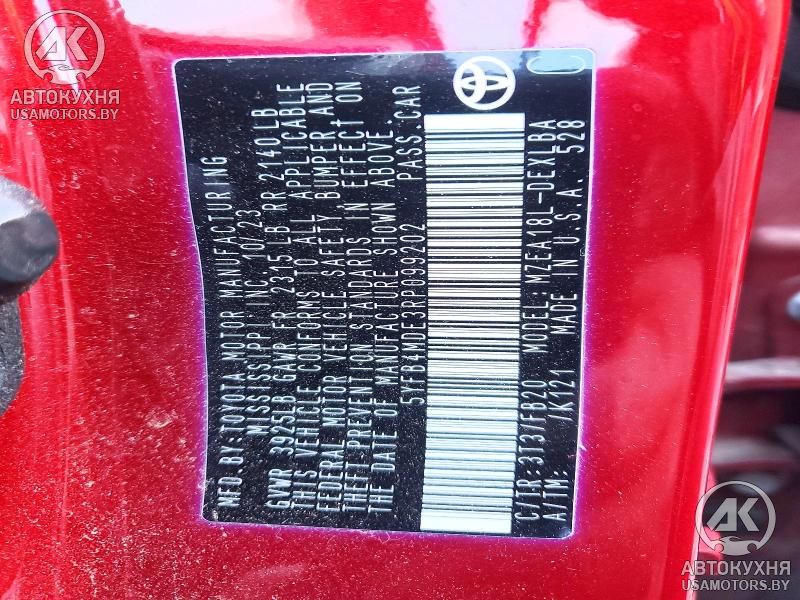 AK
АВТОКУХНЯ
USAMOTORS.BY
MFD.BY:TOYOTA MOTOR MANUFACTURING
MISSISSIPPI INC. 10/23
GVWR 3925LB GAWR FR 2315LB RR 2140LB
THIS VEHICLE CONFORMS TO ALL APPLICABLE
FEDERAL MOTOR VEHICLE SAFETY BUMPER AND
THEFT PREVENTION STANDARDS IN EFFECT ON
THE DATE OF MANUFACTURE SHOWN ABOVE.
5YFB4MDE3RP099202 PASS.CAR
C/TR:3T3/FB20 MODEL:MZEA18L-DEXLBA
A/TM: /K121 MADE IN U.S.A. 528
C
AK
АВТОКУХНЯ
USAMOTORS.BY